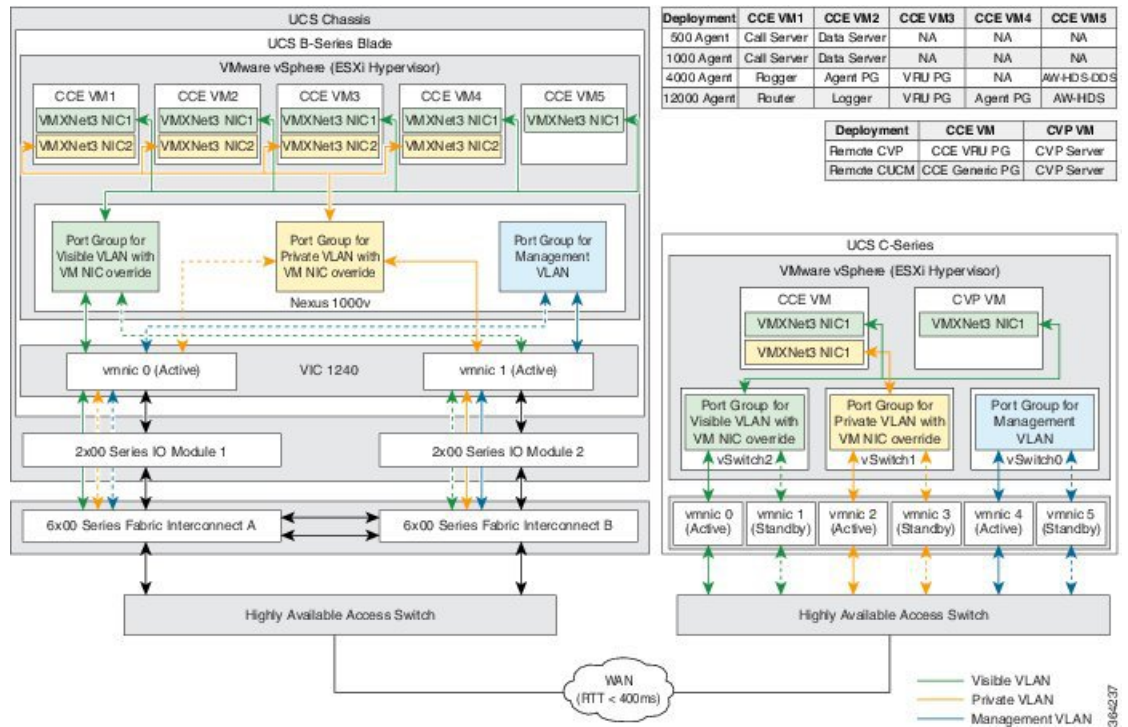 UCS Chassis
UCS B-Series Blade
VMware vSphere (ESXi Hypervisor)
CCE VM1
VMXNet3 NIC1
VMXNet3 NIC2
CCE VM2
VMXNet3 NIC1
VMXNet3 NIC2
CCE VM3
VMXNet3 NIC1
VMXNet3 NIC2
CCE VM4
VMXNet3 NIC1
VMXNet3 NIC2
CCE VM5
VMXNet3 NIC1
Port Group for
Visible VLAN with
VM NIC override
Port Group for
Private VLAN with
VM NIC override
Port Group for
Management
VLAN
Nexus 1000v
vmnic 0 (Active)
VIC 1240
vmnic 1 (Active)
2x00 Series IO Module 1
2x00 Series IO Module 2
6x00 Series Fabric Interconnect A
6x00 Series Fabric Interconnect B
Highly Available Access Switch
Deployment CCE VM1 CCE VM2 CCE VM3 CCE VM4 CCE VM5
500 Agent Call Server Data Server NA NA NA
1000 Agent Call Server Data Server NA NA NA
4000 Agent Rogger Agent PG VRU PG NA AW-HDS-DDS
12000 Agent Router Logger VRU PG Agent PG AW-HDS
Deployment CCE VM CVP VM
Remote CVP CCE VRU PG CVP Server
Remote CUCM CCE Generic PG CVP Server
UCS C-Series
VMware vSphere (ESXi Hypervisor)
CCE VM
VMXNet3 NIC1
VMXNet3 NIC1
CVP VM
VMXNet3 NIC1
Port Group for
Visible VLAN with
VM NIC override
vSwitch2
Port Group for
Private VLAN with
VM NIC override
vSwitch1
Port Group for
Management
VLAN
vSwitch0
vmnic 0
(Active)
vmnic 1
(Standby)
vmnic 2
(Active)
vmnic 3
(Standby)
vmnic 4
(Active)
vmnic 5
(Standby)
Highly Available Access Switch
WAN
(RTT < 400ms)
Visible VLAN
Private VLAN
Management VLAN
364237